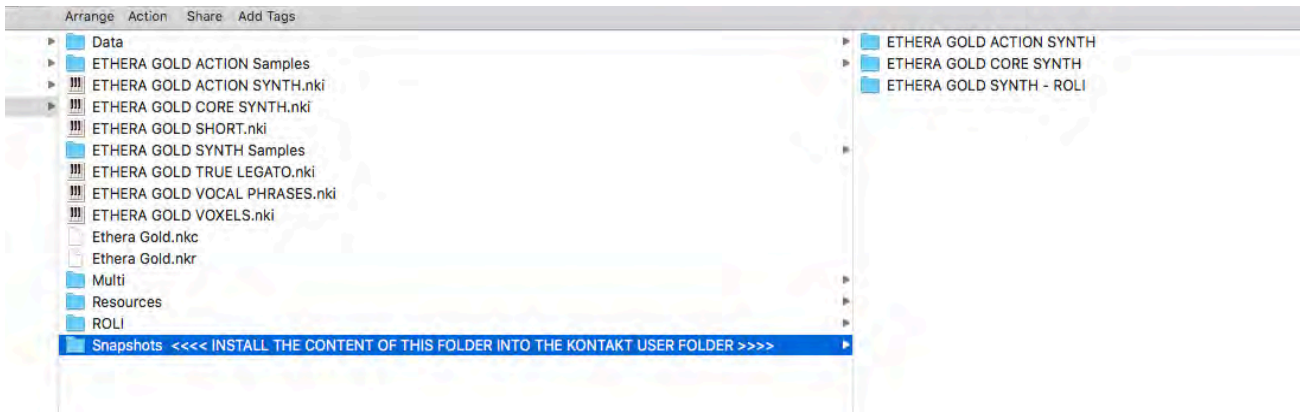 Arrange Action Share Add Tags
Data
ETHERA GOLD ACTION Samples
ETHERA GOLD ACTION SYNTH.nki
ETHERA GOLD CORE SYNTH.nki
ETHERA GOLD SHORT.nki
ETHERA GOLD SYNTH Samples
ETHERA GOLD TRUE LEGATO.nki
ETHERA GOLD VOCAL PHRASES.nki
ETHERA GOLD VOXELS.nki
Ethera Gold.nkc
Ethera Gold.nkr
Multi
Resources
ROLI
Snapshots <<<< INSTALL THE CONTENT OF THIS FOLDER INTO THE KONTAKT USER FOLDER >>>>
ETHERA GOLD ACTION SYNTH
ETHERA GOLD CORE SYNTH
ETHERA GOLD SYNTH - ROLI